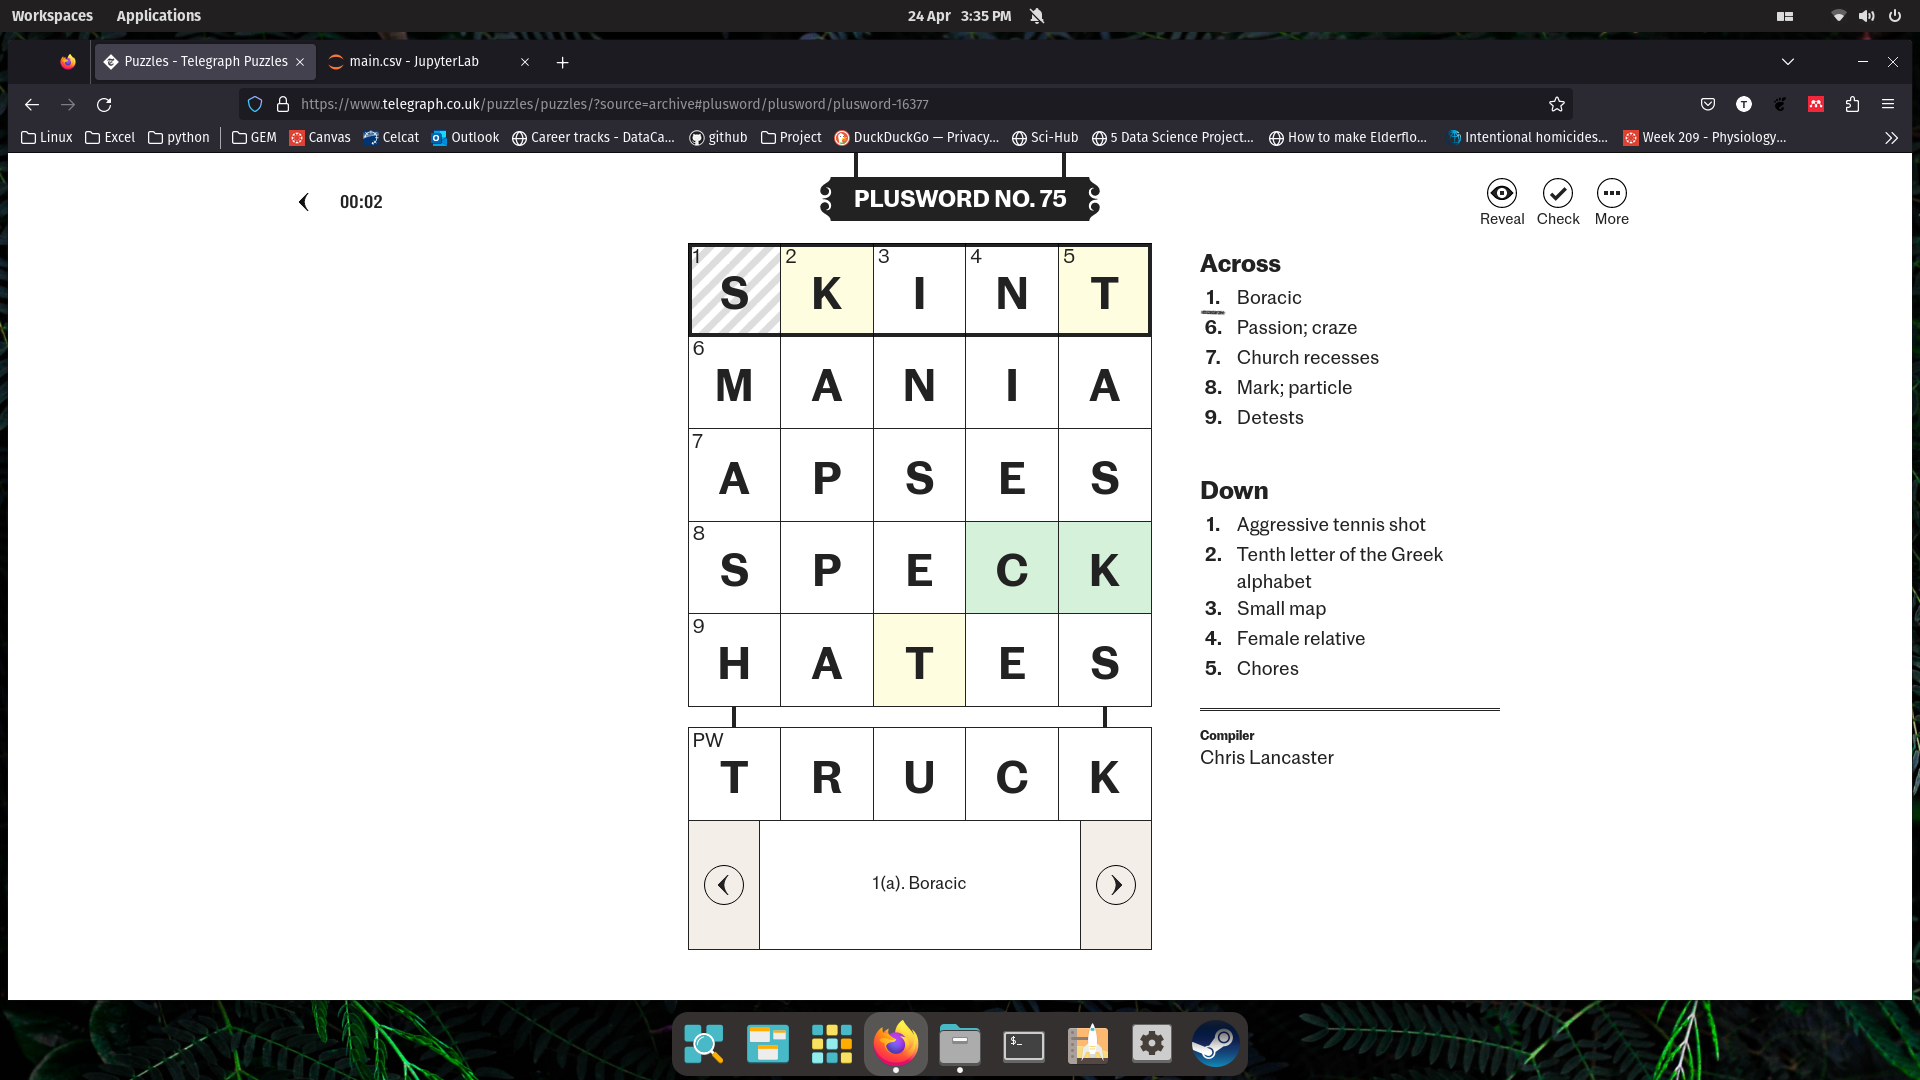 Workspaces Applications 24 Apr 3:35 PM
Puzzles - Telegraph Puzzles main.csv - JupyterLab
https://www.telegraph.co.uk/puzzles/puzzles/?source=archive#plusword/plusword/plusword-16377
Linux Excel python GEM Canvas Celcat Outlook Career tracks - DataCa... github Project DuckDuckGo — Privacy... Sci-Hub 5 Data Science Project... How to make Elderflo... Intentional homicides... Week 209 - Physiology...
00:02
PLUSWORD NO. 75
Reveal Check More
1 2 3 4 5
S K I N T
6
M A N I A
7
A P S E S
8
S P E C K
9
H A T E S
PW
T R U C K
1(a). Boracic
Across
1. Boracic
6. Passion; craze
7. Church recesses
8. Mark; particle
9. Detests
Down
1. Aggressive tennis shot
2. Tenth letter of the Greek
alphabet
3. Small map
4. Female relative
5. Chores
Compiler
Chris Lancaster